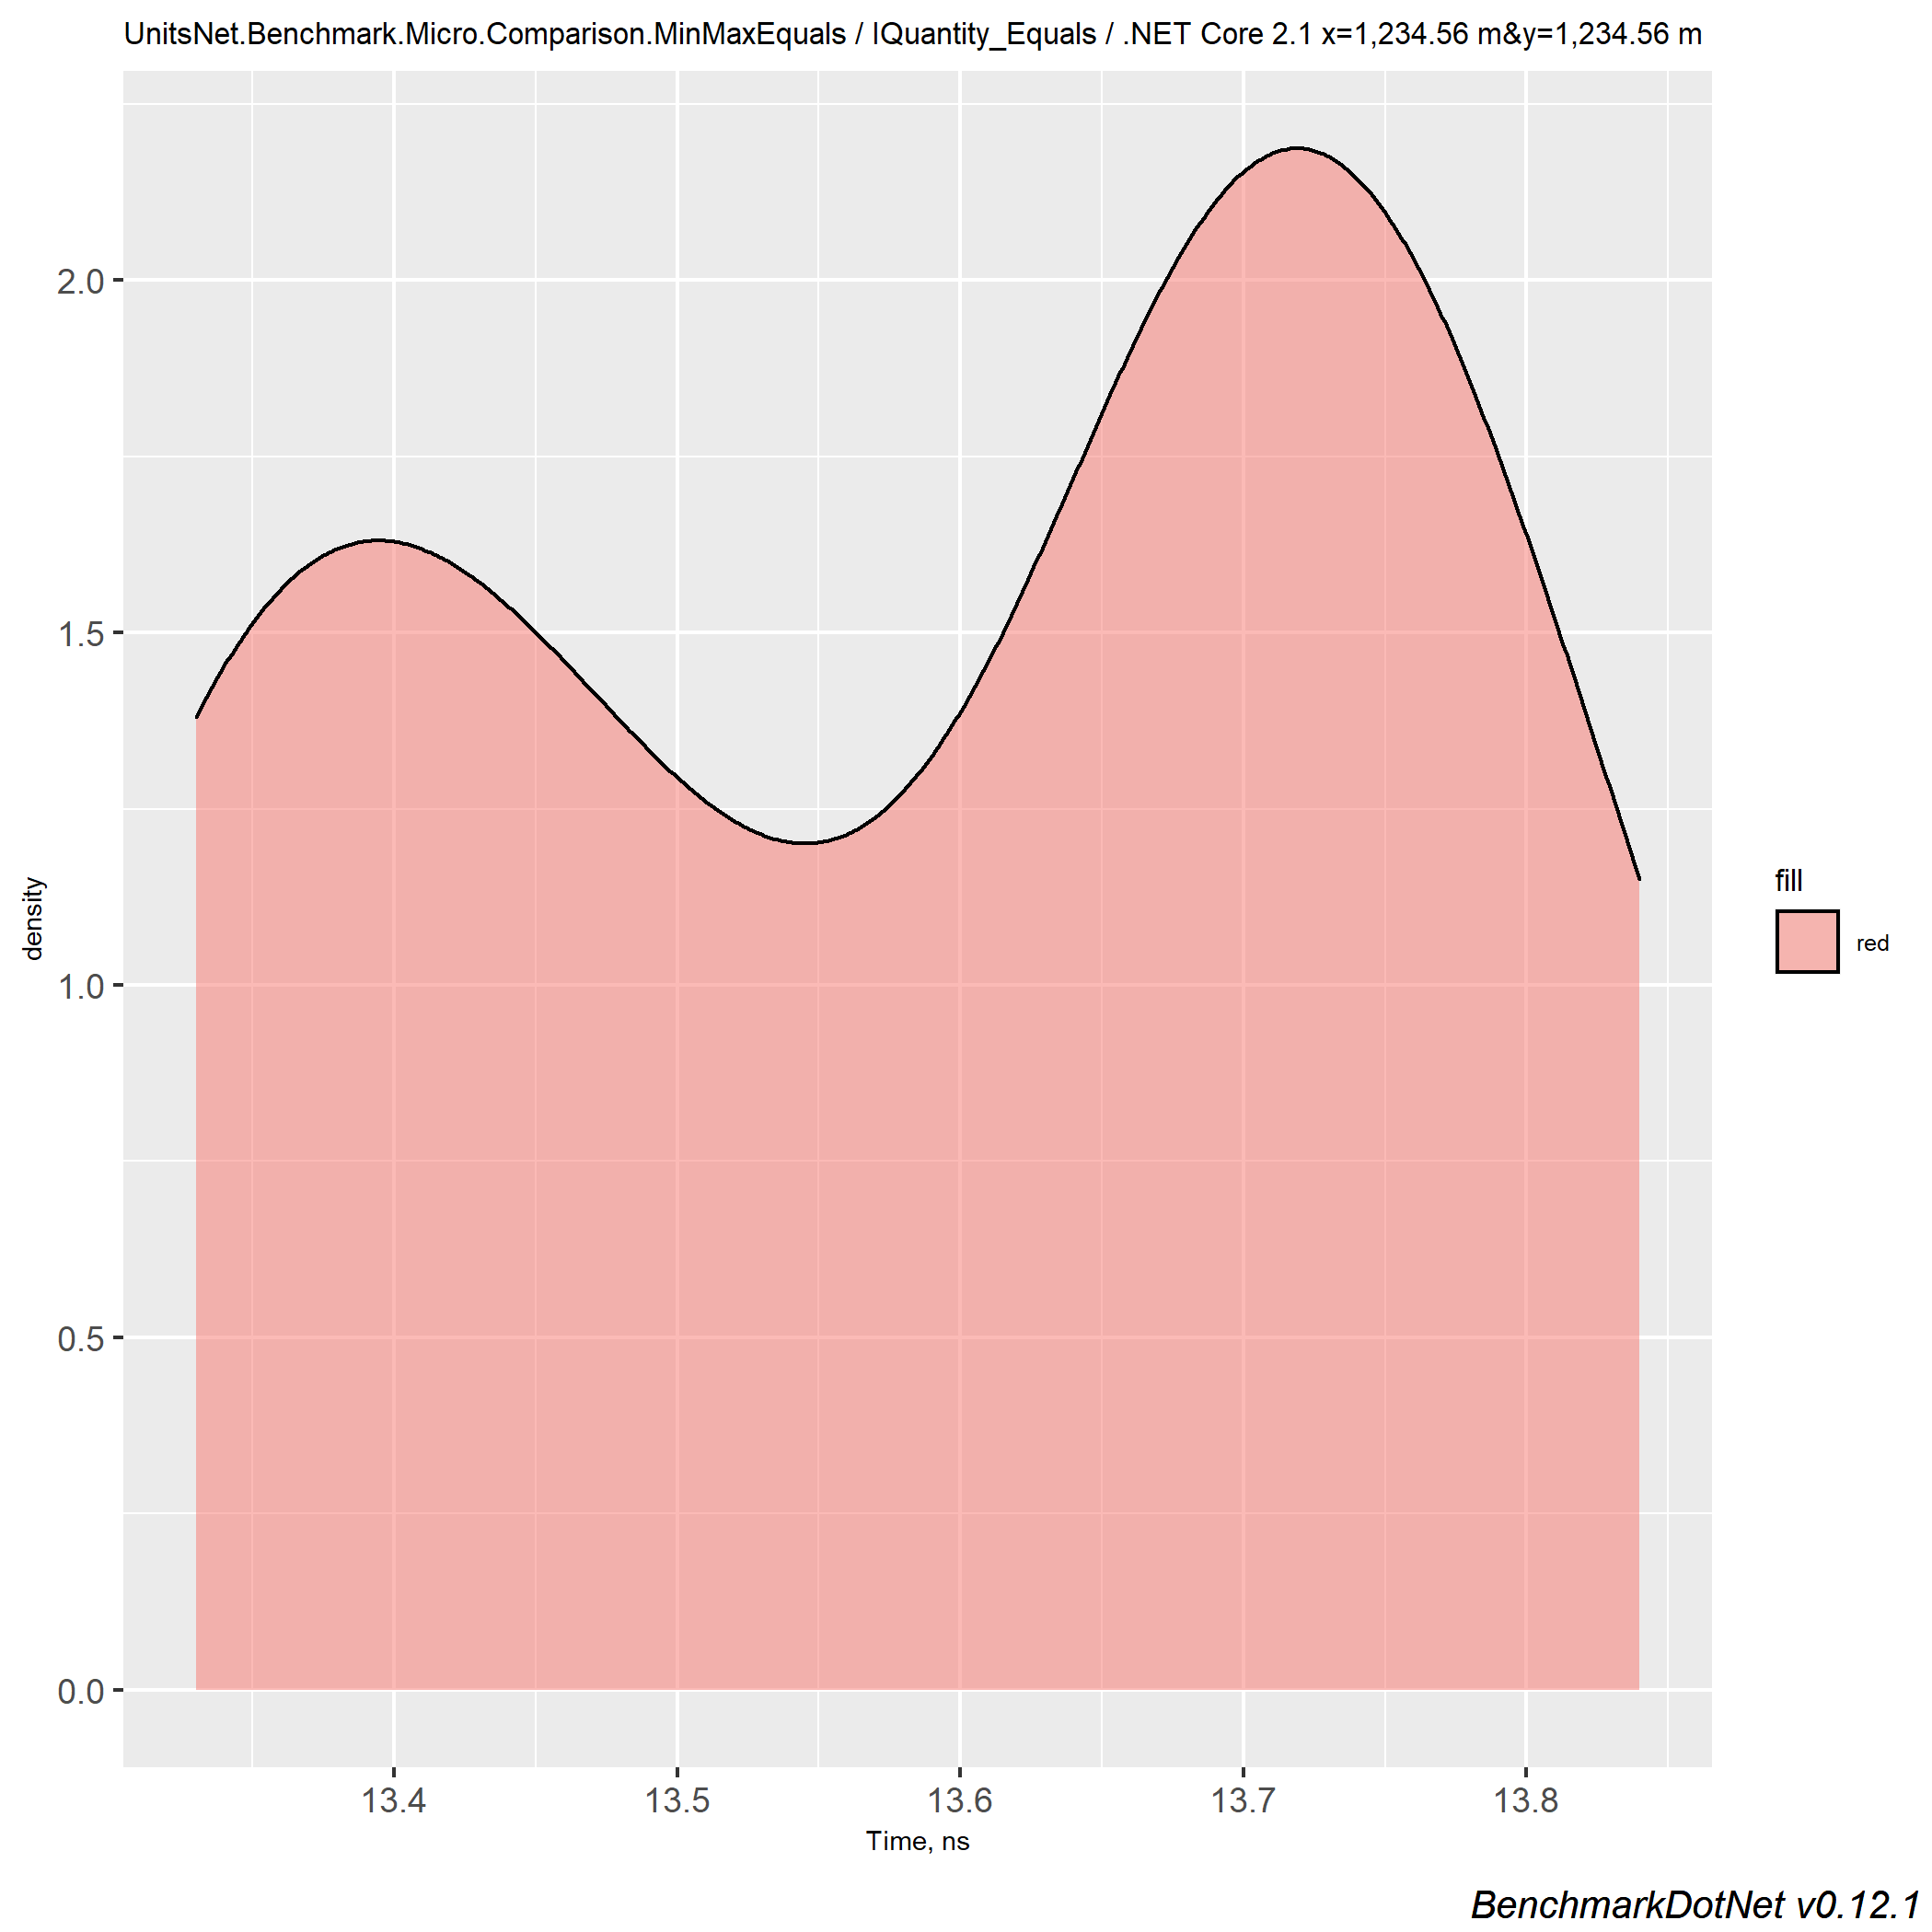 UnitsNet.Benchmark.Micro.Comparison.MinMaxEquals / IQuantity_Equals / .NET Core 2.1 x=1,234.56 m&y=1,234.56 m
2.0
1.5
1.0
0.5
0.0
density
13.4 13.5 13.6 13.7 13.8
Time, ns
fill
red
BenchmarkDotNet v0.12.1